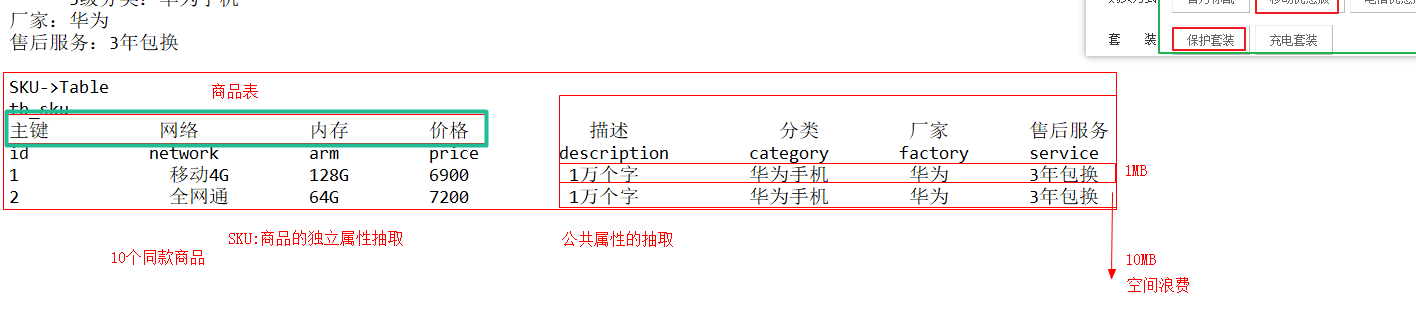 3级分类：华为手机
厂家：华为
售后服务：3年包换
套 装 保护套装 充电套装
SKU->Table
商品表
tb_sku
主键 网络 内存 价格 描述 分类 厂家 售后服务
id network arm price description category factory service
1 移动4G 128G 6900 1万个字 华为手机 华为 3年包换
1MB
2 全网通 64G 7200 1万个字 华为手机 华为 3年包换
SKU:商品的独立属性抽取
公共属性的抽取
10个同款商品
10MB
空间浪费